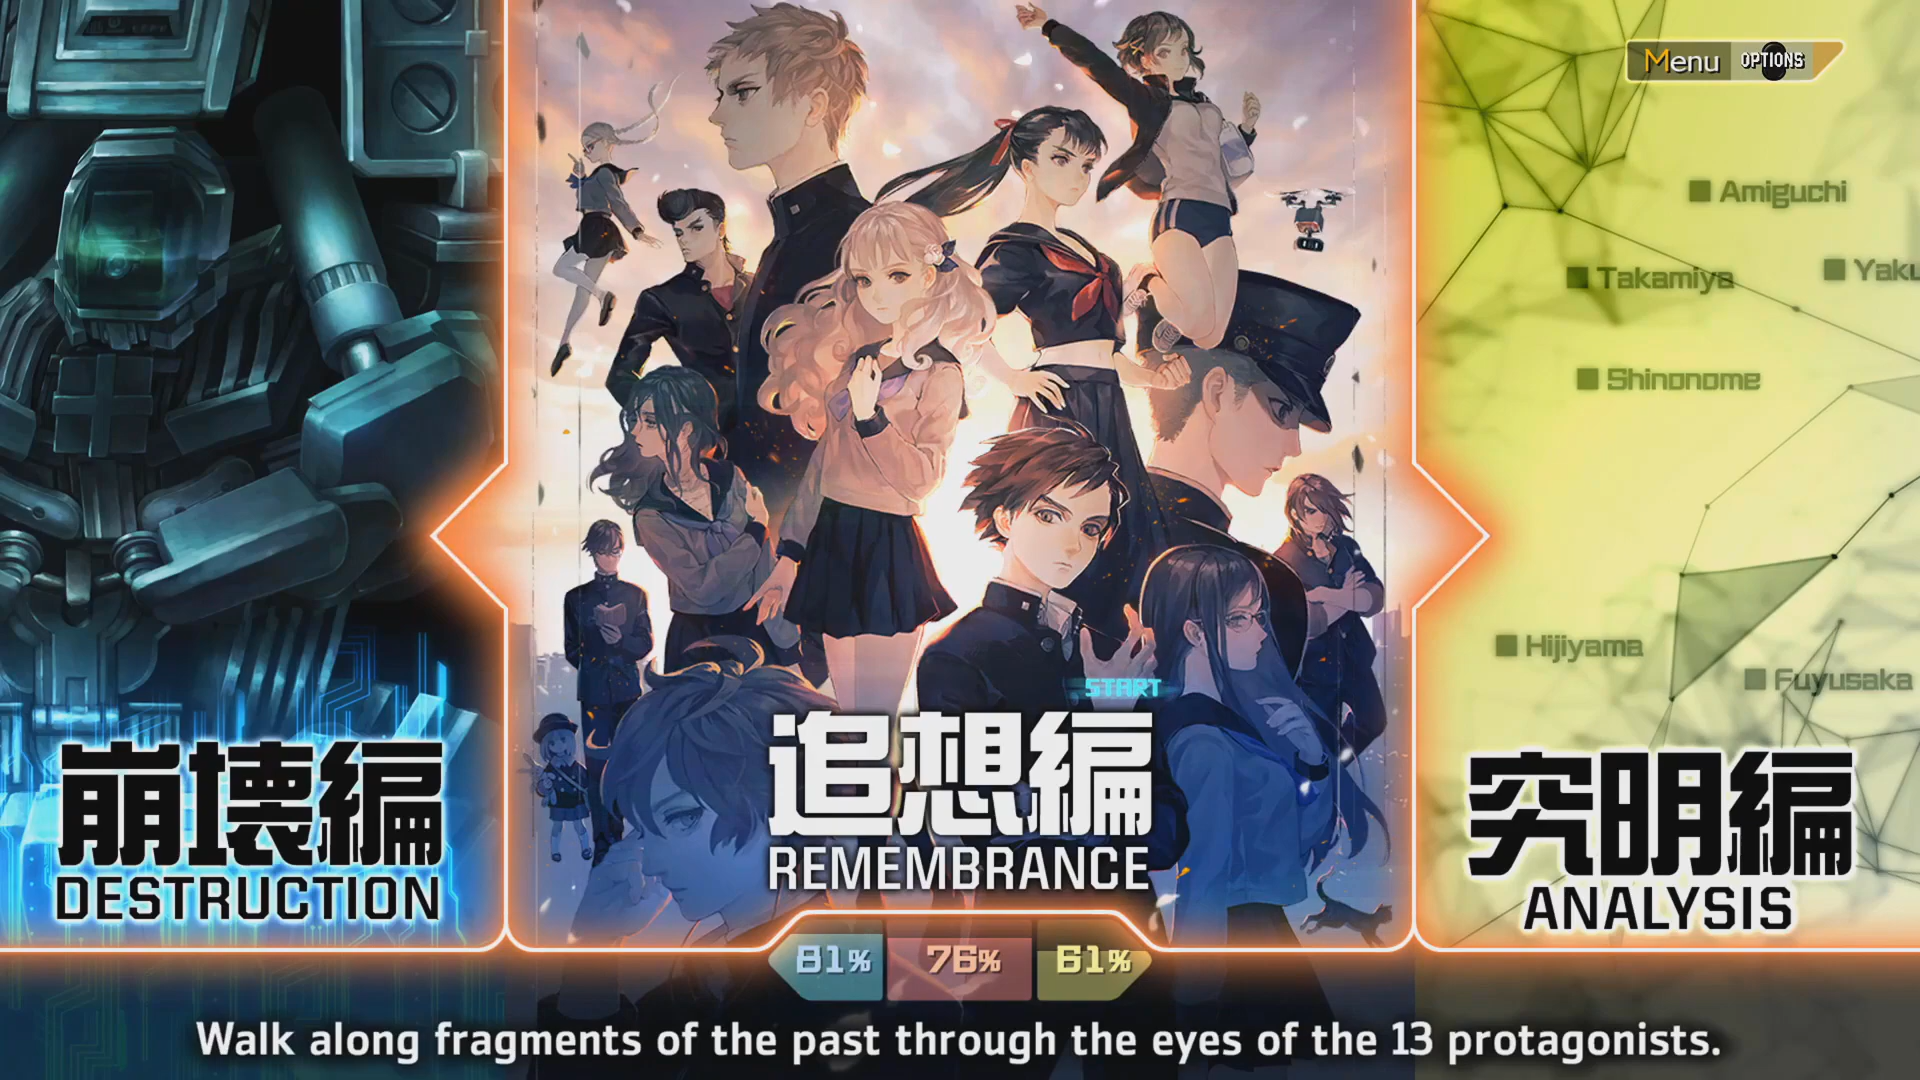 Menu OPTIONS
Amiguchi
Takamiya
Yaku
Shinonome
Hijiyama
Fuyusaka
START
崩壊編
DESTRUCTION
追想編
REMEMBRANCE
究明編
ANALYSIS
81% 76% 61%
Walk along fragments of the past through the eyes of the 13 protagonists.